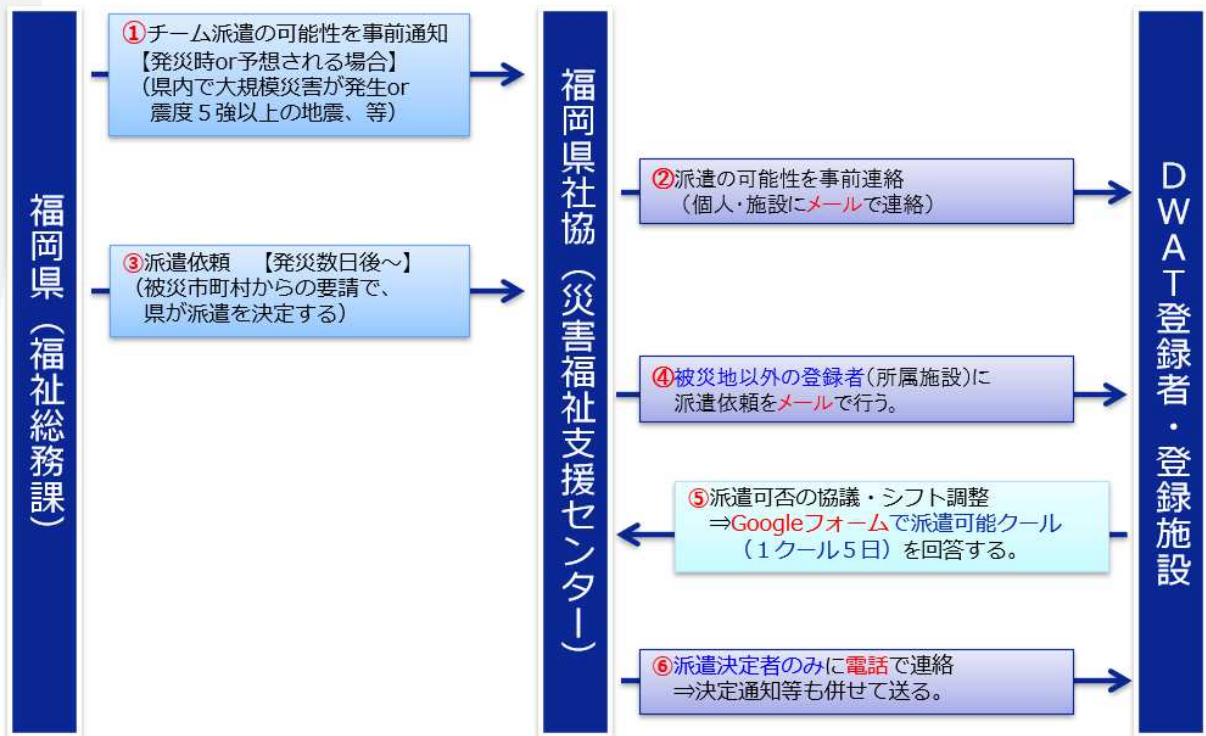 福岡県（福祉総務課）
①チーム派遣の可能性を事前通知
【発災時or予想される場合】
（県内で大規模災害が発生or
震度５強以上の地震、等）
福岡県社協（災害福祉支援センター）
②派遣の可能性を事前連絡
（個人・施設にメールで連絡）
DWAT登録者・登録施設
③派遣依頼　【発災数日後～】
（被災市町村からの要請で、
県が派遣を決定する）
④被災地以外の登録者(所属施設)に
派遣依頼をメールで行う。
⑤派遣可否の協議・シフト調整
⇒Googleフォームで派遣可能クール
（１クール５日）を回答する。
⑥派遣決定者のみに電話で連絡
⇒決定通知等も併せて送る。